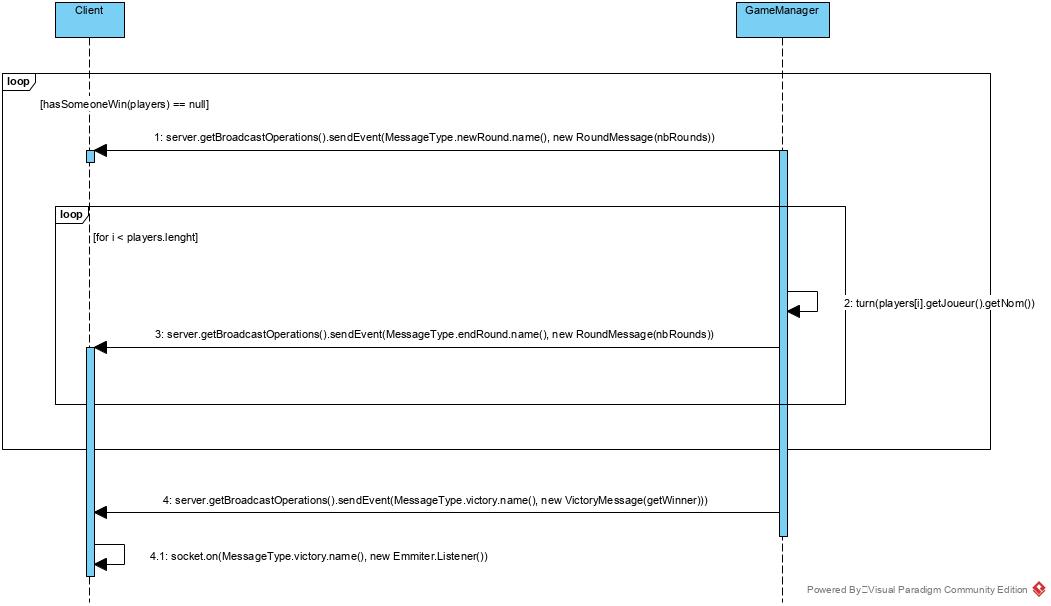 Client
GameManager
loop
[hasSomeoneWin(players) == null]
1: server.getBroadcastOperations().sendEvent(MessageType.newRound.name(), new RoundMessage(nbRounds))
loop
[for i < players.lenght]
2: turn(players[i].getJoueur().getNom())
3: server.getBroadcastOperations().sendEvent(MessageType.endRound.name(), new RoundMessage(nbRounds))
4: server.getBroadcastOperations().sendEvent(MessageType.victory.name(), new VictoryMessage(getWinner)))
4.1: socket.on(MessageType.victory.name(), new Emmiter.Listener())
Powered By Visual Paradigm Community Edition